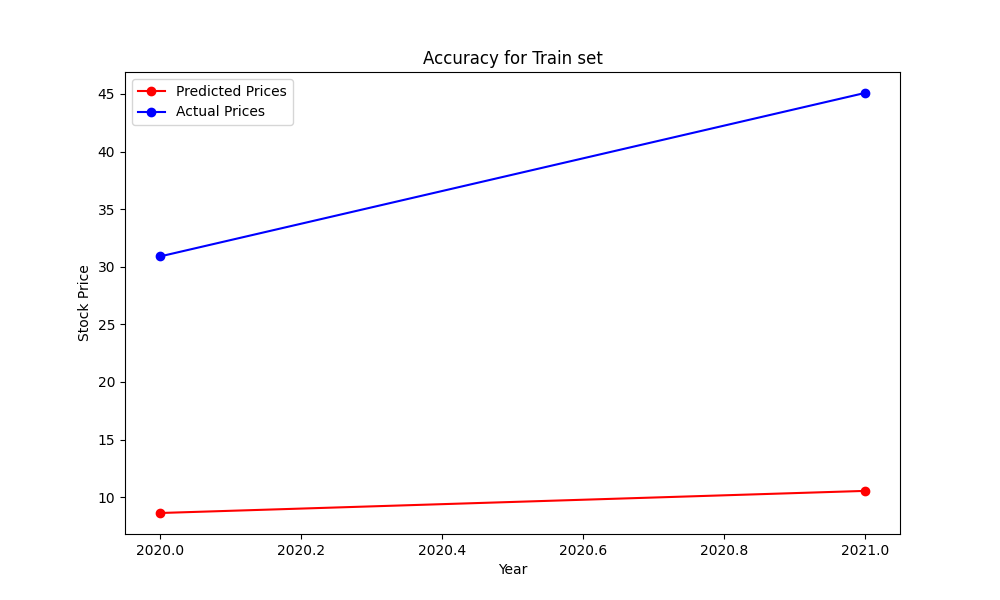 Accuracy for Train set
Predicted Prices
Actual Prices
45
40
35
30
25
20
15
10
Stock Price
2020.0 2020.2 2020.4 2020.6 2020.8 2021.0
Year